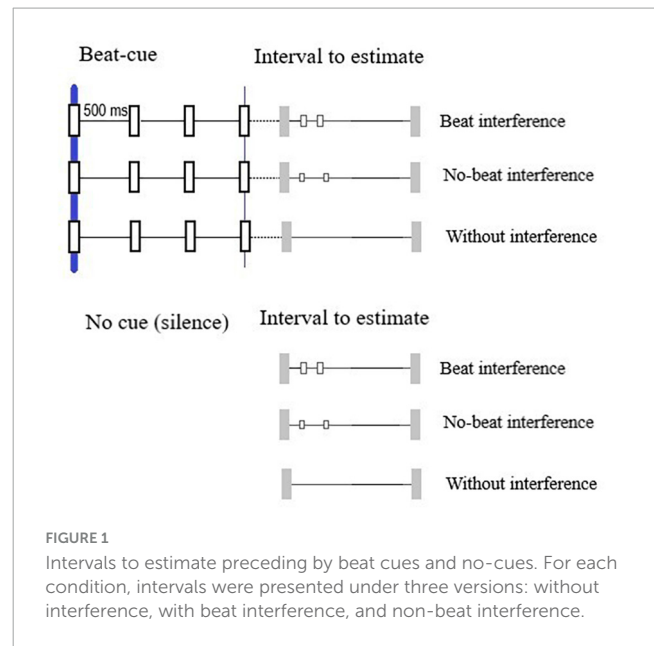 Beat-cue Interval to estimate
500 ms
Beat interference
No-beat interference
Without interference
No cue (silence) Interval to estimate
Beat interference
No-beat interference
Without interference
FIGURE 1
Intervals to estimate preceding by beat cues and no-cues. For each
condition, intervals were presented under three versions: without
interference, with beat interference, and non-beat interference.